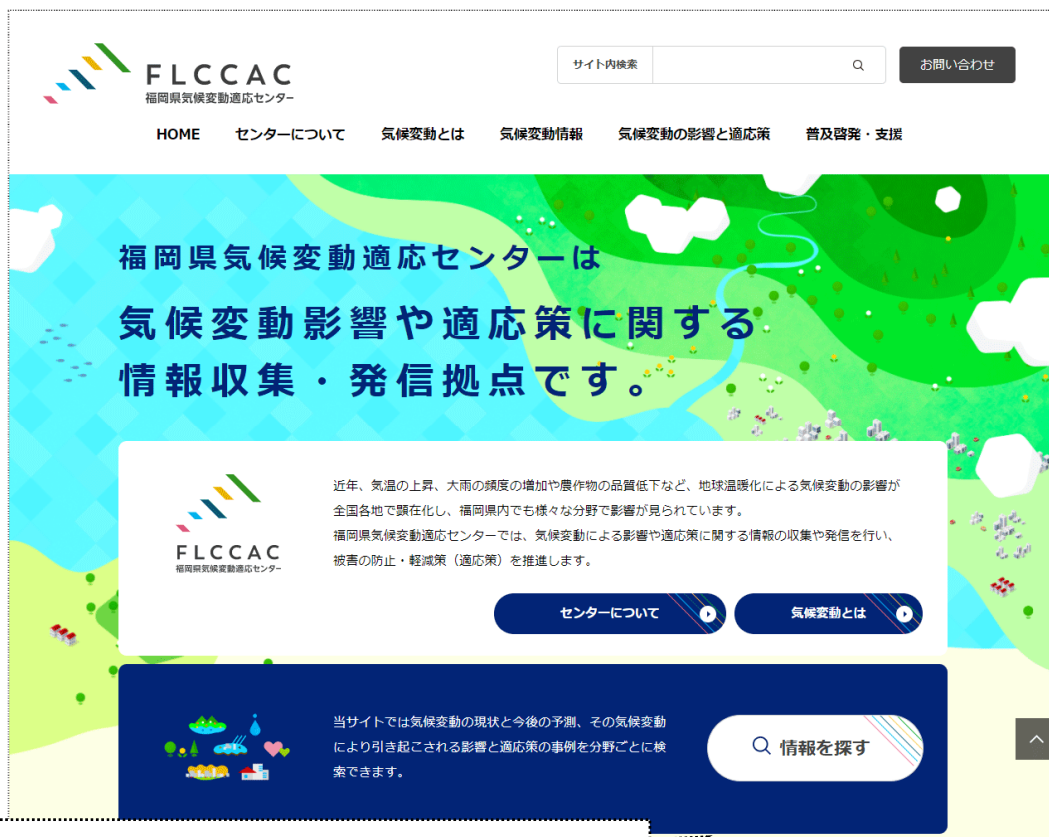 FLCCAC
福岡県気候変動適応センター
サイト内検索
お問い合わせ
HOME センターについて 気候変動とは 気候変動情報 気候変動の影響と適応策 普及啓発・支援
福岡県気候変動適応センターは
気候変動影響や適応策に関する
情報収集・発信拠点です。
FLCCAC
福岡県気候変動適応センター
近年、気温の上昇、大雨の頻度の増加や農作物の品質低下など、地球温暖化による気候変動の影響が
全国各地で顕在化し、福岡県内でも様々な分野で影響が見られています。
福岡県気候変動適応センターでは、気候変動による影響や適応策に関する情報の収集や発信を行い、
被害の防止・軽減策（適応策）を推進します。
センターについて
気候変動とは
当サイトでは気候変動の現状と今後の予測、その気候変動
により引き起こされる影響と適応策の事例を分野ごとに検
索できます。
情報を探す